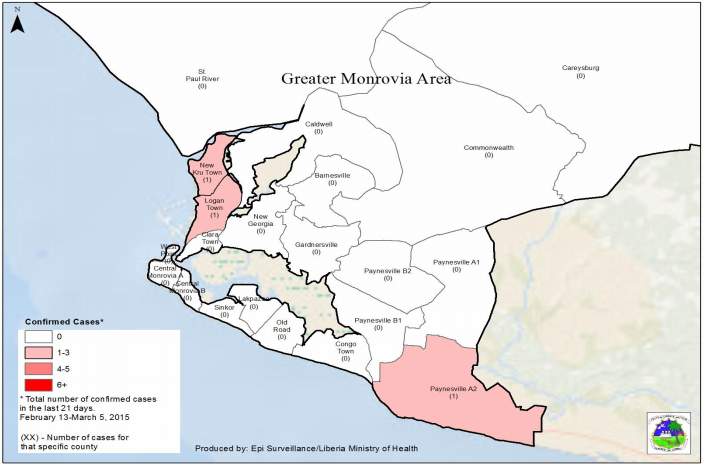 N
Greater Monrovia Area
St.
Paul River
(0)
Careysburg
(0)
Caldwell
(0)
Commonwealth
(0)
New
Kru Town
(1)
Barnesville
(0)
Logan
Town
(1)
New
Georgia
(0)
Clara
Town
(0)
Gardnersville
(0)
West
Point
(0)
Paynesville A1
(0)
Paynesville B2
(0)
Central
Monrovia A
(0)
Central
Monrovia B
(0)
Lakpazee
(0)
Sinkor
(0)
Old
Road
(0)
Paynesville B1
(0)
Congo
Town
(0)
Paynesville A2
(1)
Confirmed Cases*
0
1-3
4-5
6+
* Total number of confirmed cases
in the last 21 days.
February 13-March 5, 2015
(XX) - Number of cases for
that specific county
Produced by: Epi Surveillance/Liberia Ministry of Health